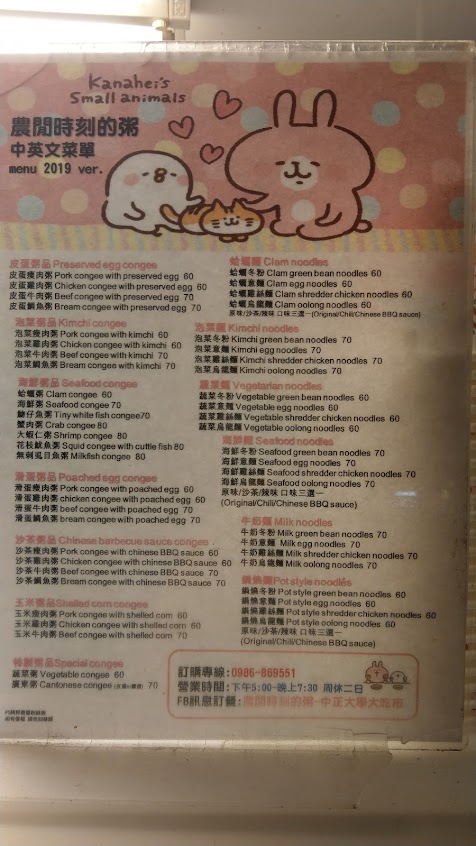 Kanahei's
Small animals
農閒時刻的粥
中英文菜單
menu 2019 ver.
皮蛋粥品 Preserved egg congee
皮蛋瘦肉粥 Pork congee with preserved egg 60
皮蛋雞肉粥 Chicken congee with preserved egg 60
皮蛋牛肉粥 Beef congee with preserved egg 70
皮蛋鯛魚粥 Bream congee with preserved egg 70
泡菜粥品 Kimchi congee
泡菜瘦肉粥 Pork congee with kimchi 60
泡菜雞肉粥 Chicken congee with kimchi 60
泡菜牛肉粥 Beef congee with kimchi 70
泡菜鯛魚粥 Bream congee with kimchi 70
海鮮粥品 Seafood congee
蛤蠣粥 Clam congee 60
海鮮粥 Seafood congee 70
魩仔魚粥 Tiny white fish congee70
蟹肉粥 Crab congee 80
大蝦仁粥 Shrimp congee 80
花枝魷魚粥 Squid congee with cuttle fish 80
無刺虱目魚粥 Milkfish congee 80
滑蛋粥品 Poached egg congee
滑蛋瘦肉粥 Pork congee with poached egg 60
滑蛋雞肉粥 chicken congee with poached egg 60
滑蛋牛肉粥 beef congee with poached egg 70
滑蛋鯛魚粥 bream congee with poached egg 70
沙茶粥品 Chinese barbecue sauce congee
沙茶瘦肉粥 Pork congee with chinese BBQ sauce 60
沙茶雞肉粥 Chicken congee with chinese BBQ sauce 60
沙茶牛肉粥 Beef congee with chinese BBQ sauce 70
沙茶鯛魚粥 Bream congee with chinese BBQ sauce 70
玉米粥品 Shelled corn congee
玉米瘦肉粥 Pork congee with shelled corn 60
玉米雞肉粥 Chicken congee with shelled corn 60
玉米牛肉粥 Beef congee with shelled corn 70
特製粥品 Special congee
蔬菜粥 Vegetable congee 60
廣東粥 Cantonese congee 70
蛤蠣麵 Clam noodles
蛤蠣冬粉 Clam green bean noodles 60
蛤蠣意麵 Clam egg noodles 60
蛤蠣雞絲麵 Clam shredder chicken noodles 60
蛤蠣烏龍麵 Clam oolong noodles 60
原味/沙茶/辣味 口味三選一(Original/Chili/Chinese BBQ sauce)
泡菜麵 Kimchi noodles
泡菜冬粉 Kimchi green bean noodles 70
泡菜意麵 Kimchi egg noodles 70
泡菜雞絲麵 Kimchi shredder chicken noodles 70
泡菜烏龍麵 Kimchi oolong noodles 70
蔬菜麵 Vegetarian noodles
蔬菜冬粉 Vegetable green bean noodles 60
蔬菜意麵 Vegetable egg noodles 60
蔬菜雞絲麵 Vegetable shredder chicken noodles 60
蔬菜烏龍麵 Vegetable oolong noodles 60
海鮮麵 Seafood noodles
海鮮冬粉 Seafood green bean noodles 70
海鮮意麵 Seafood egg noodles 70
海鮮雞絲麵 Seafood shredder chicken noodles 70
海鮮烏龍麵 Seafood oolong noodles 70
原味/沙茶/辣味 口味三選一
(Original/Chili/Chinese BBQ sauce)
牛奶麵 Milk noodles
牛奶冬粉 Milk green bean noodles 70
牛奶意麵 Milk egg noodles 70
牛奶雞絲麵 Milk shredder chicken noodles 70
牛奶烏龍麵 Milk oolong noodles 70
鍋燒麵 Pot style noodles
鍋燒冬粉 Pot style green bean noodles 60
鍋燒意麵 Pot style egg noodles 60
鍋燒雞絲麵 Pot style shredder chicken noodles 60
鍋燒烏龍麵 Pot style oolong noodles 60
原味/沙茶/辣味 口味三選一
(Original/Chili/Chinese BBQ sauce)
訂購專線:0986-869551
營業時間:下午5:00-晚上7:30 周休二日
FB訊息訂餐:農閒時刻的粥-中正大學大吃市